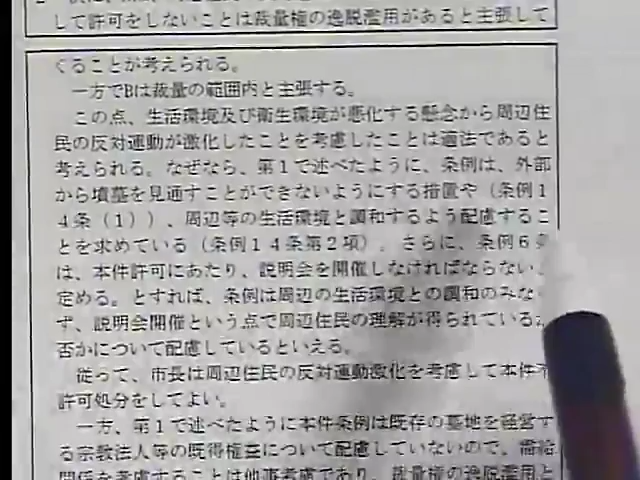 して許可をしないことは裁量権の逸脱濫用があると主張して
くることが考えられる。
一方でBは裁量の範囲内と主張する。
この点、生活環境及び衛生環境が悪化する懸念から周辺住
民の反対運動が激化したことを考慮したことは適法であると
考えられる。なぜなら、第１で述べたように、条例は、外部
から墳墓を見通すことができないようにする措置や（条例１
４条（１））、周辺等の生活環境と調和するよう配慮するこ
とを求めている（条例１４条第２項）。さらに、条例６
は、本件許可にあたり、説明会を開催しなければならない
定める。とすれば、条例は周辺の生活環境との調和のみな
ず、説明会開催という点で周辺住民の理解が得られている
否かについて配慮しているといえる。
従って、市長は周辺住民の反対運動激化を考慮して本件不
許可処分をしてよい。
一方、第１で述べたように本件条例は既存の墓地を経営す
る宗教法人等の既得権益について配慮していないので、需給
関係を考慮することは他事考慮であり、裁量権の逸脱濫用と